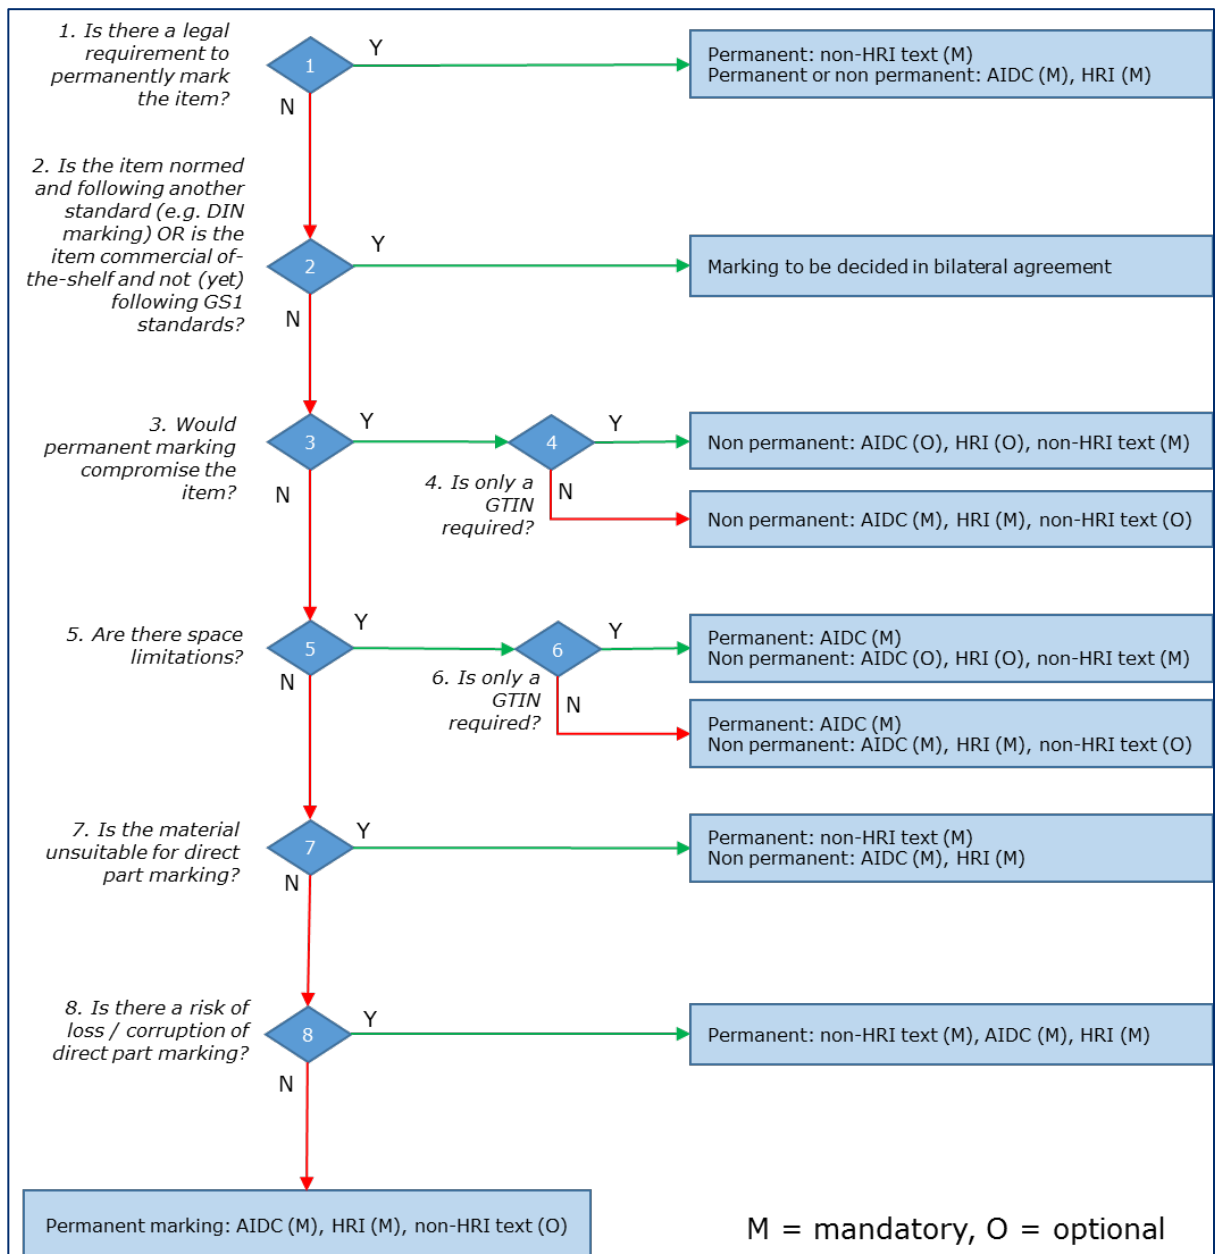 1. Is there a legal
requirement to
permanently mark
the item?
1
Y
N
Permanent: non-HRI text (M)
Permanent or non permanent: AIDC (M), HRI (M)
2. Is the item normed
and following another
standard (e.g. DIN
marking) OR is the
item commercial of-
the-shelf and not (yet)
following GS1
standards?
2
Y
N
Marking to be decided in bilateral agreement
3. Would
permanent marking
compromise the
item?
3
Y
N
4
Y
N
4. Is only a
GTIN
required?
Non permanent: AIDC (O), HRI (O), non-HRI text (M)
Non permanent: AIDC (M), HRI (M), non-HRI text (O)
5. Are there space
limitations?
5
Y
N
6
Y
N
6. Is only a
GTIN
required?
Permanent: AIDC (M)
Non permanent: AIDC (O), HRI (O), non-HRI text (M)
Permanent: AIDC (M)
Non permanent: AIDC (M), HRI (M), non-HRI text (O)
7. Is the material
unsuitable for direct
part marking?
7
Y
N
Permanent: non-HRI text (M)
Non permanent: AIDC (M), HRI (M)
8. Is there a risk of
loss / corruption of
direct part marking?
8
Y
N
Permanent: non-HRI text (M), AIDC (M), HRI (M)
Permanent marking: AIDC (M), HRI (M), non-HRI text (O)
M = mandatory, O = optional